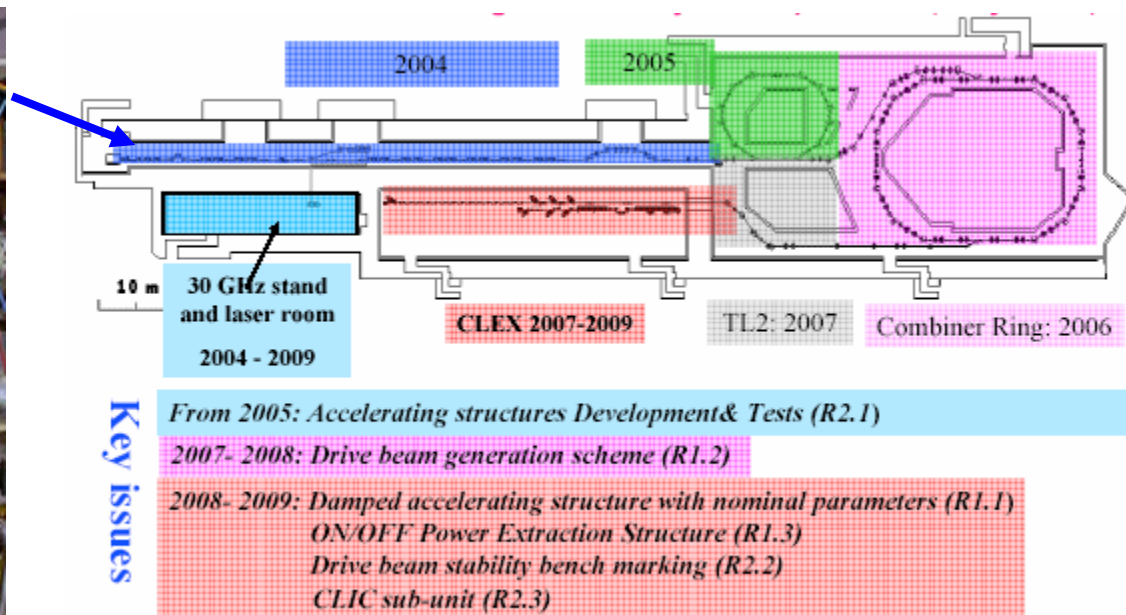 2004
2005
10 m
30 GHz stand
and laser room
2004 - 2009
CLEX 2007-2009
TL2: 2007
Combiner Ring: 2006
Key issues
From 2005: Accelerating structures Development& Tests (R2.1)
2007- 2008: Drive beam generation scheme (R1.2)
2008- 2009: Damped accelerating structure with nominal parameters (R1.1)
ON/OFF Power Extraction Structure (R1.3)
Drive beam stability bench marking (R2.2)
CLIC sub-unit (R2.3)